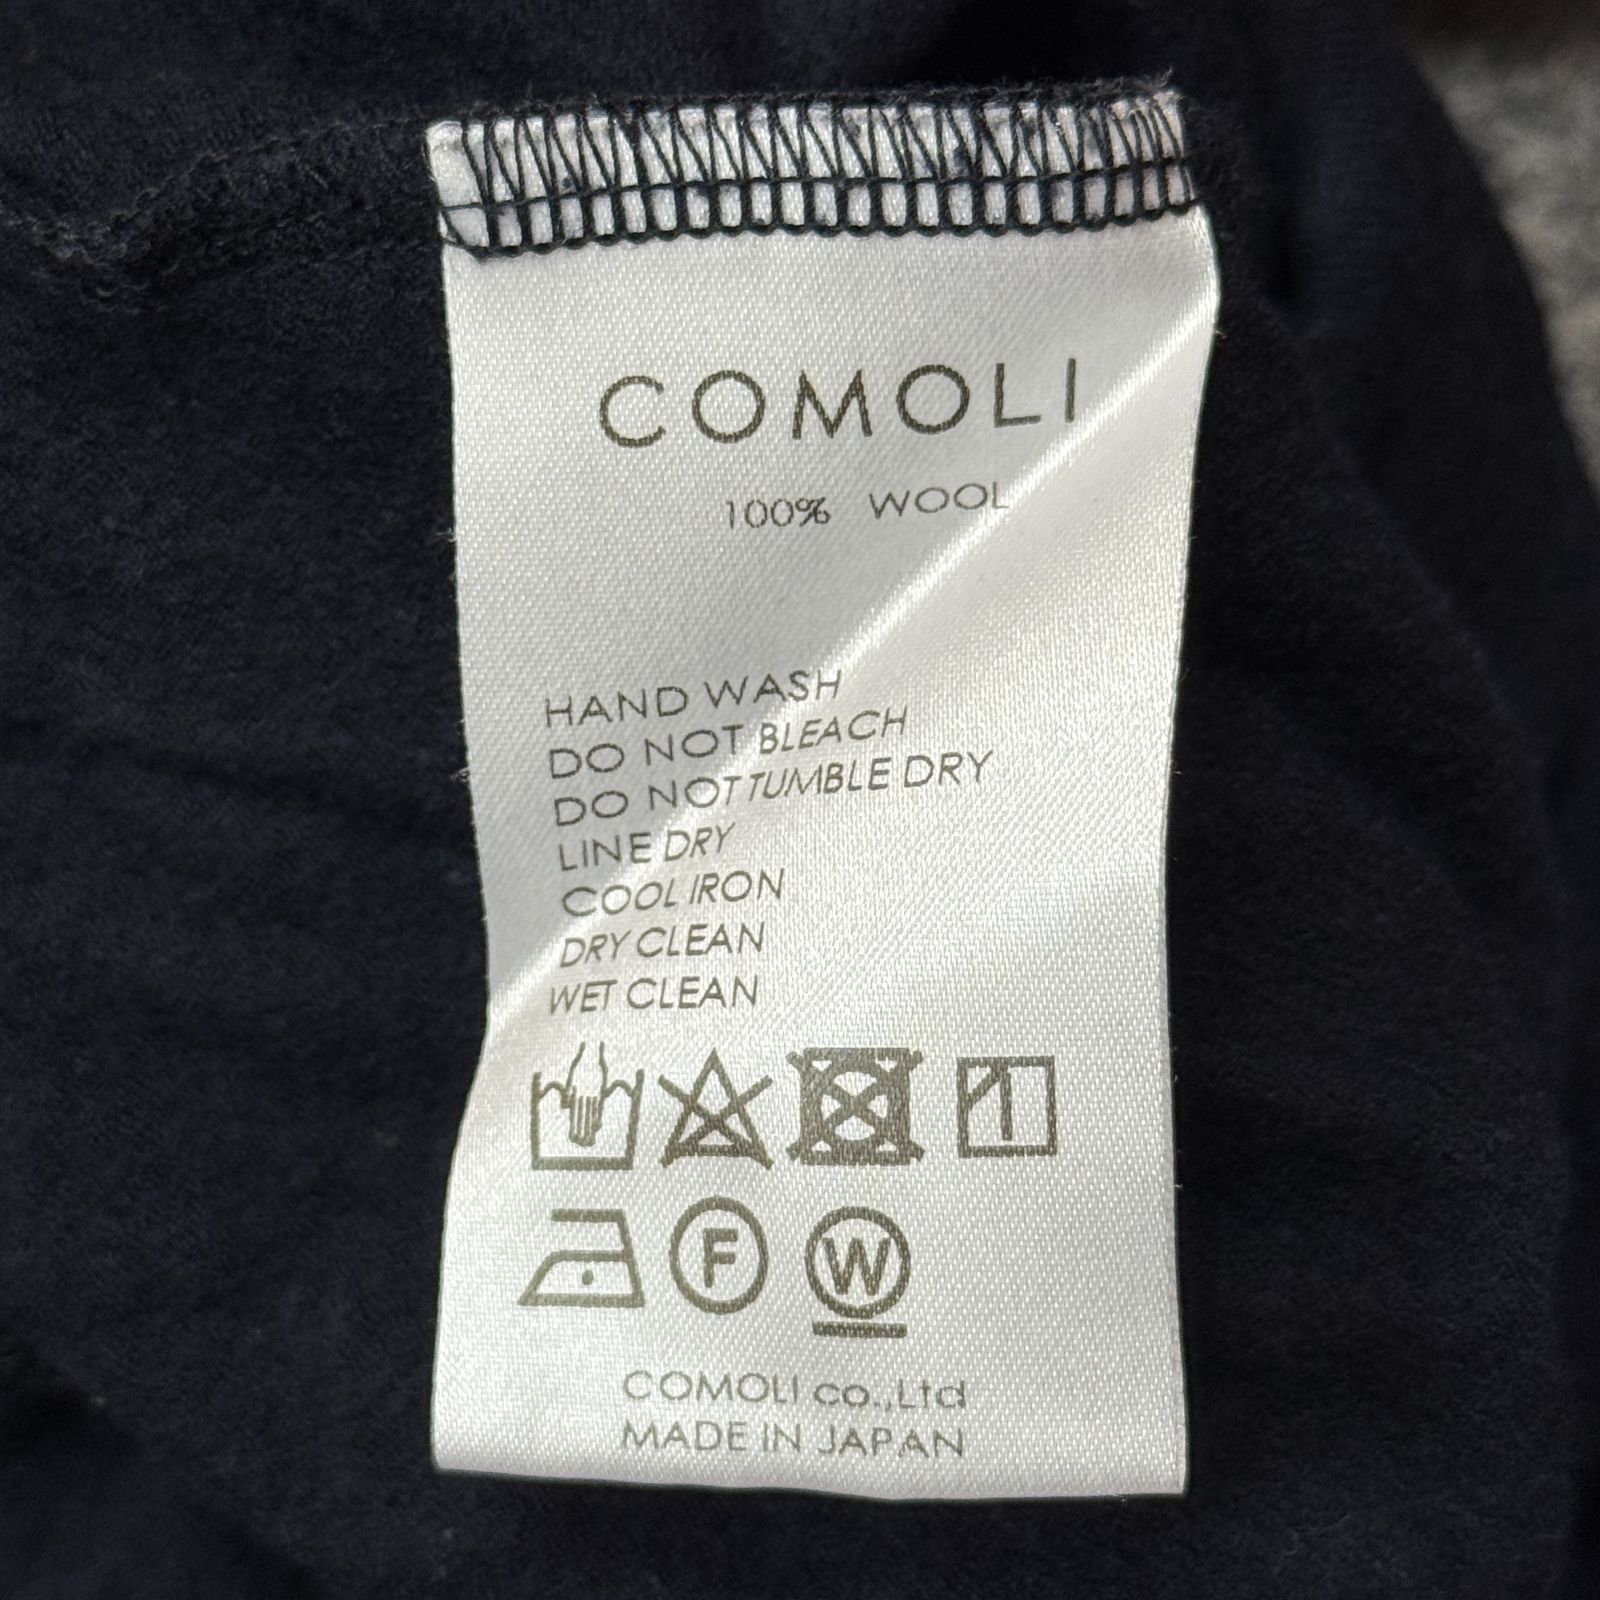 COMOLI
100% WOOL
HAND WASH
DO NOT BLEACH
DO NOT TUMBLE DRY
LINE DRY
COOL IRON
DRY CLEAN
WET CLEAN
F W
COMOLI co.,Ltd
MADE IN JAPAN